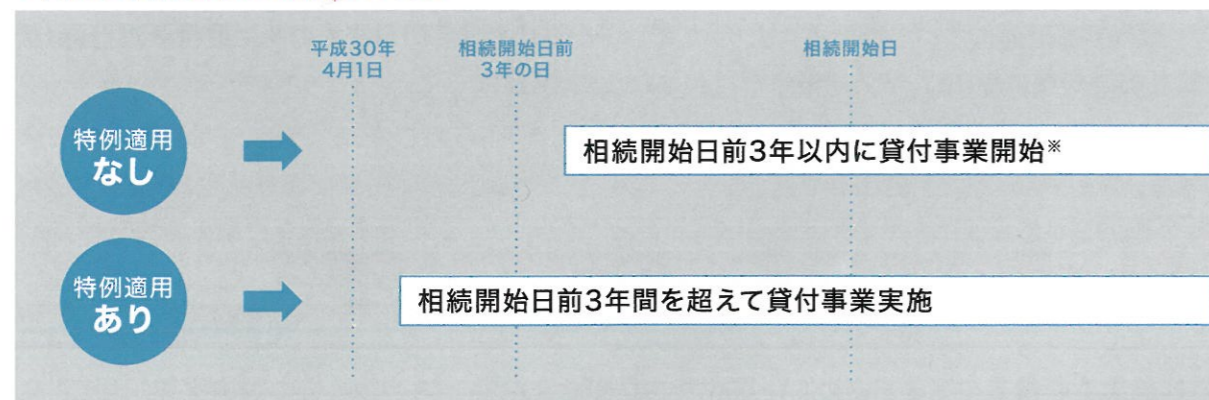 平成30年
4月1日
相続開始日前
3年の日
相続開始日
特例適用
なし
相続開始日前3年以内に貸付事業開始※
特例適用
あり
相続開始日前3年間を超えて貸付事業実施